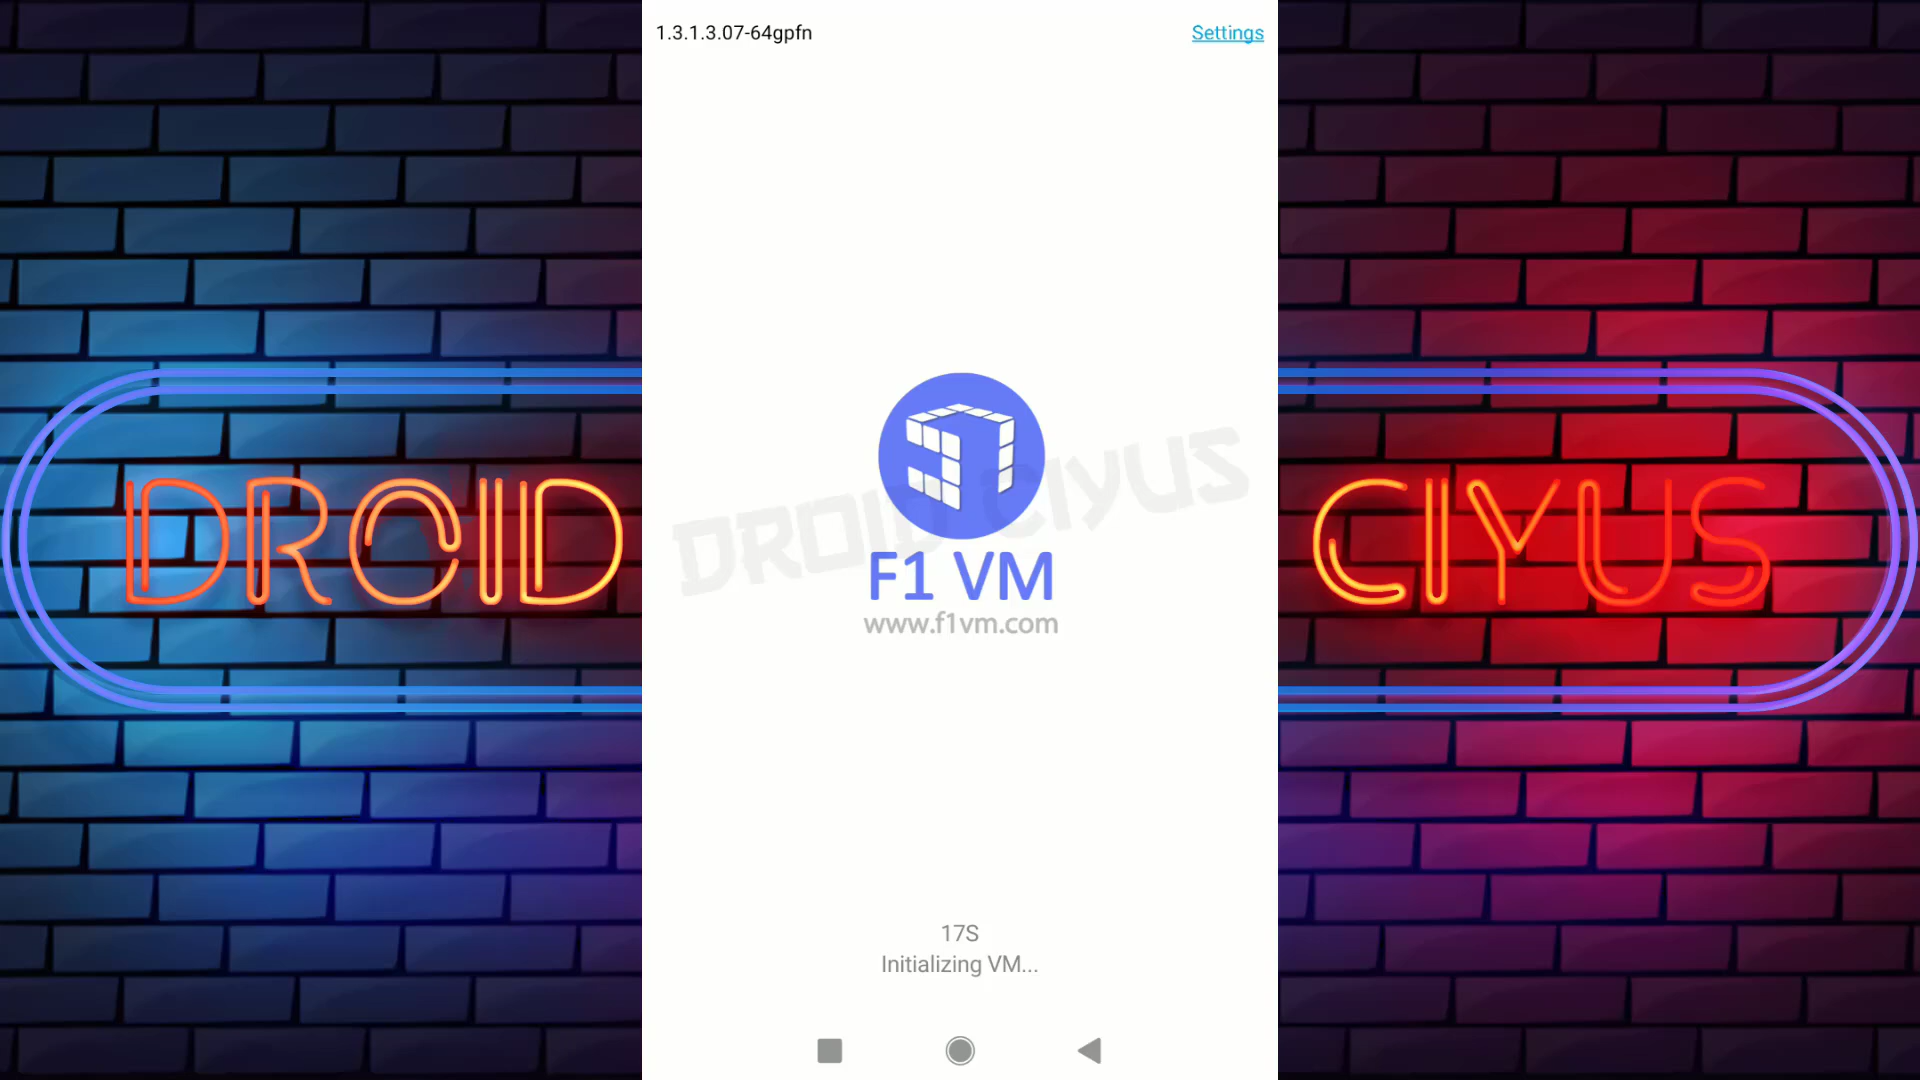 1.3.1.3.07-64gpfn
Settings
DROID CIYUS
DROID CIYUS
F1 VM
www.f1vm.com
17S
Initializing VM...